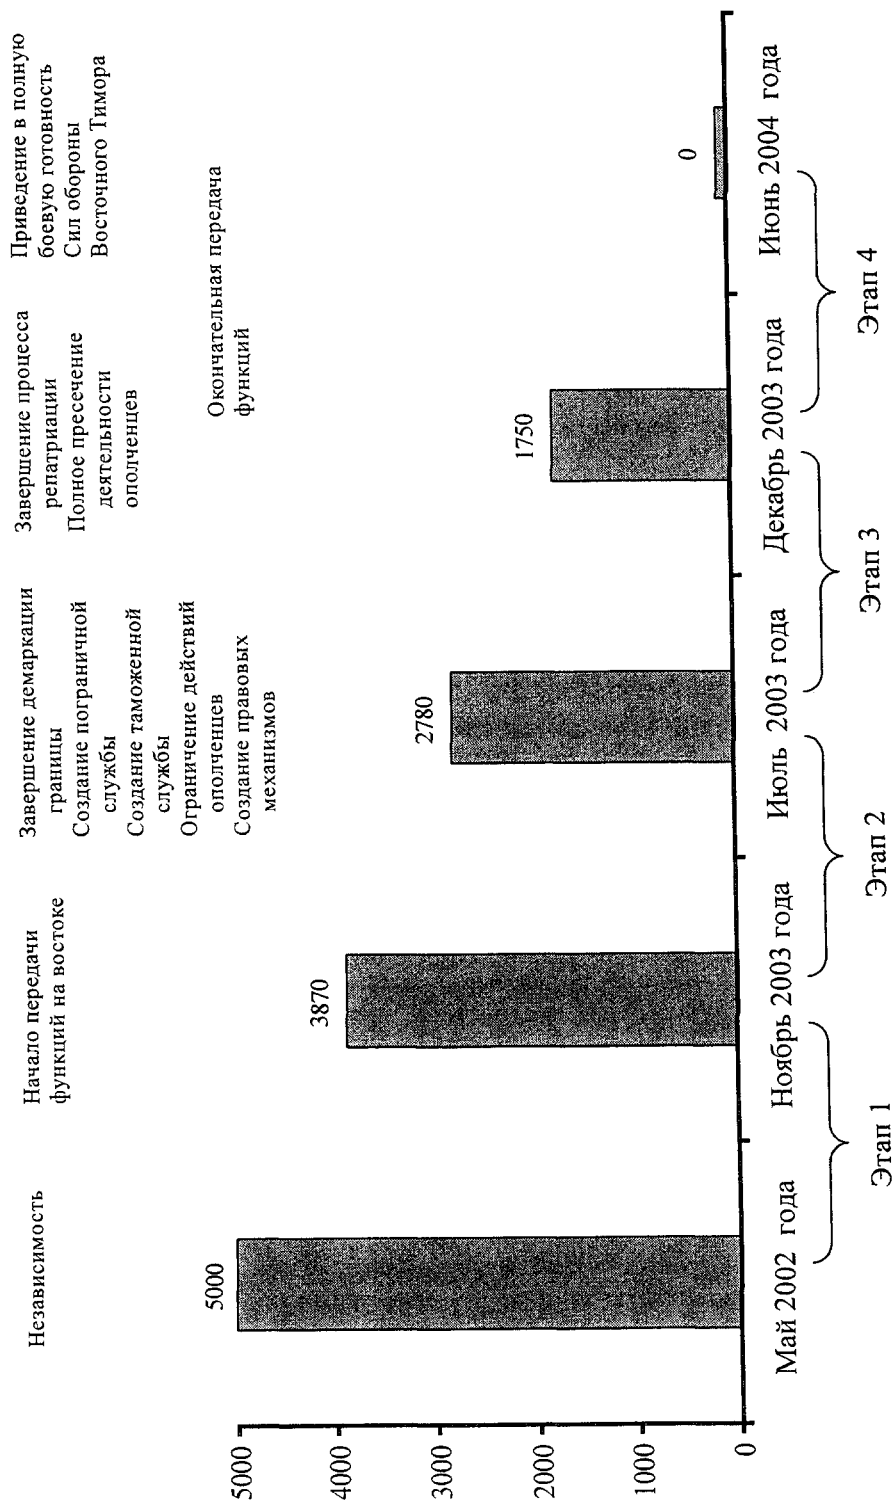 Независимость
Начало передачи
функций на востоке
Завершение демаркации
границы
Создание пограничной
службы
Создание таможенной
службы
Ограничение действий
ополченцев
Создание правовых
механизмов
Завершение процесса
репатриации
Полное пресечение
деятельности
ополченцев
Приведение в полную
боевую готовность
Сил обороны
Восточного Тимора
Окончательная передача
функций
5000
4000
3000
2000
1000
0
5000
3870
2780
1750
0
Май 2002 года
Ноябрь 2003 года
Июль 2003 года
Декабрь 2003 года
Июнь 2004 года
Этап 1
Этап 2
Этап 3
Этап 4